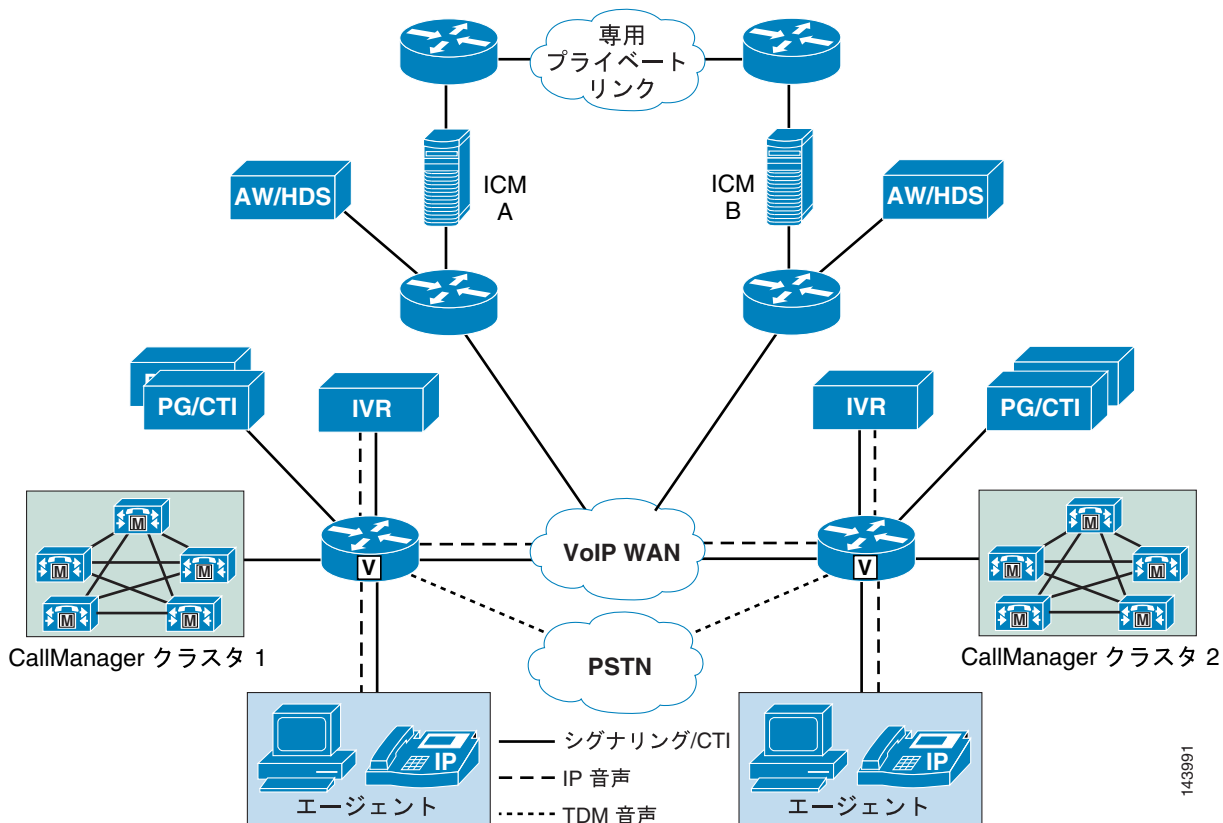 専用
プライベート
リンク
ICM
A
ICM
B
AW/HDS
AW/HDS
PG/CTI
IVR
IVR
PG/CTI
M
M
M
M
M
V
VoIP WAN
V
M
M
M
M
M
CallManager クラスタ 1
PSTN
CallManager クラスタ 2
IP
エージェント
シグナリング/CTI
IP 音声
TDM 音声
IP
エージェント
143991